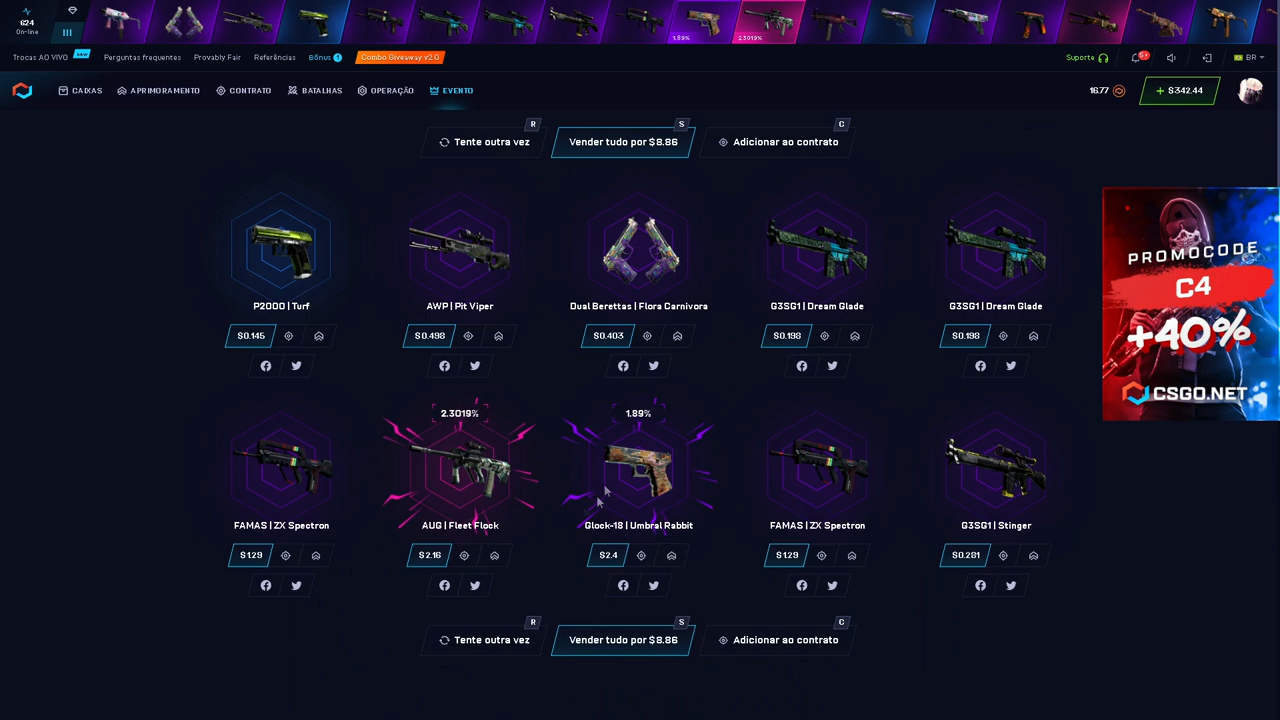 624
On-line
1.89%
2.3019%
Trocas AO VIVO NEW
Perguntas frequentes
Provably Fair
Referências
Bônus 1
Combo Giveaway v2.0
Suporte
5+
BR
CAIXAS
APRIMORAMENTO
CONTRATO
BATALHAS
OPERAÇÃO
EVENTO
16.77
+ $342.44
R
S
C
Tente outra vez
Vender tudo por $8.86
Adicionar ao contrato
P2000 | Turf
AWP | Pit Viper
Dual Berettas | Flora Carnivora
G3SG1 | Dream Glade
G3SG1 | Dream Glade
$0.145
$0.498
$0.403
$0.198
$0.198
PROMOCODE
C4
+40%
CSGO.NET
2.3019%
1.89%
FAMAS | ZX Spectron
AUG | Fleet Flock
Glock-18 | Umbral Rabbit
FAMAS | ZX Spectron
G3SG1 | Stinger
$1.29
$2.16
$2.4
$1.29
$0.281
R
S
C
Tente outra vez
Vender tudo por $8.86
Adicionar ao contrato